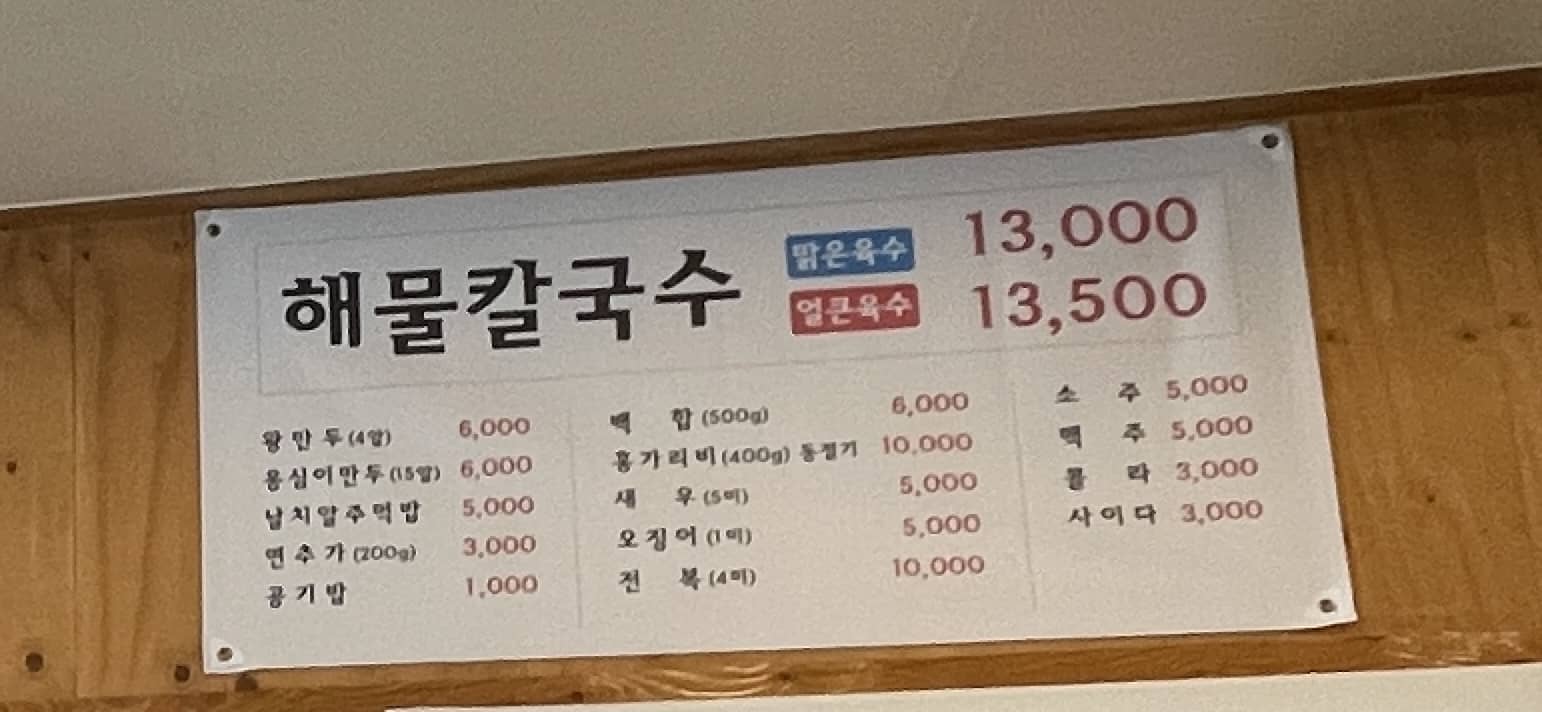 해물칼국수
맑은육수 13,000
얼큰육수 13,500
왕만두 (4알) 6,000
옹심이만두 (15알) 6,000
날치알주먹밥 5,000
면추가 (200g) 3,000
공기밥 1,000
백합 (500g) 6,000
홍가리비 (400g) 동절기 10,000
새우 (5미) 5,000
오징어 (1미) 5,000
전복 (4미) 10,000
소주 5,000
맥주 5,000
콜라 3,000
사이다 3,000